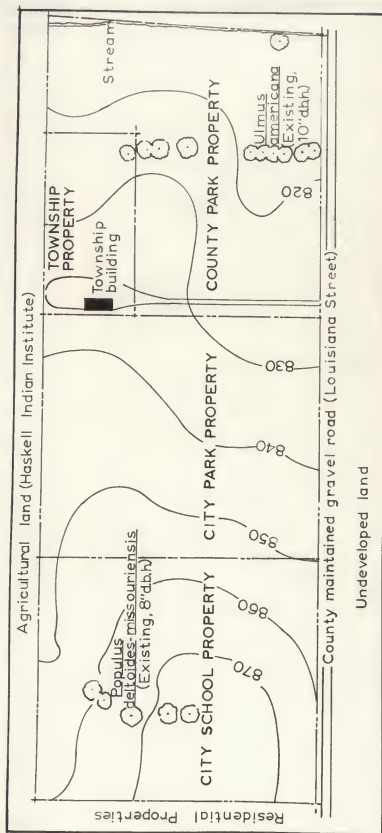 Agricultural land (Haskell Indian Institute)
TOWNSHIP
PROPERTY
Township
building
Stream
Populus
deltoides-missouriensis
(Existing, 8"d.b.h)
CITY SCHOOL PROPERTY
CITY PARK PROPERTY
COUNTY PARK PROPERTY
Ulmus
americana
(Existing,
10"d.b.h.)
870
860
850
840
830
820
Residential Properties
County maintained gravel road (Louisiana Street)
Undeveloped land